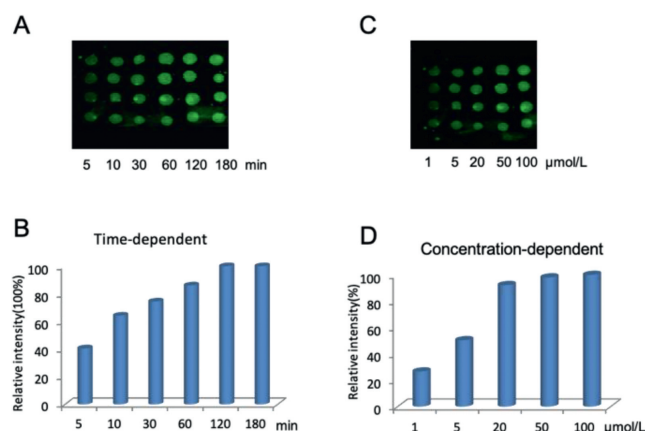 A
5 10 30 60 120 180 min
C
1 5 20 50 100 µmol/L
B
Time-dependent
Relative intensity(100%)
100
80
60
40
20
0
5 10 30 60 120 180 min
D
Concentration-dependent
Relative intensity(%)
100
80
60
40
20
0
1 5 20 50 100 µmol/L